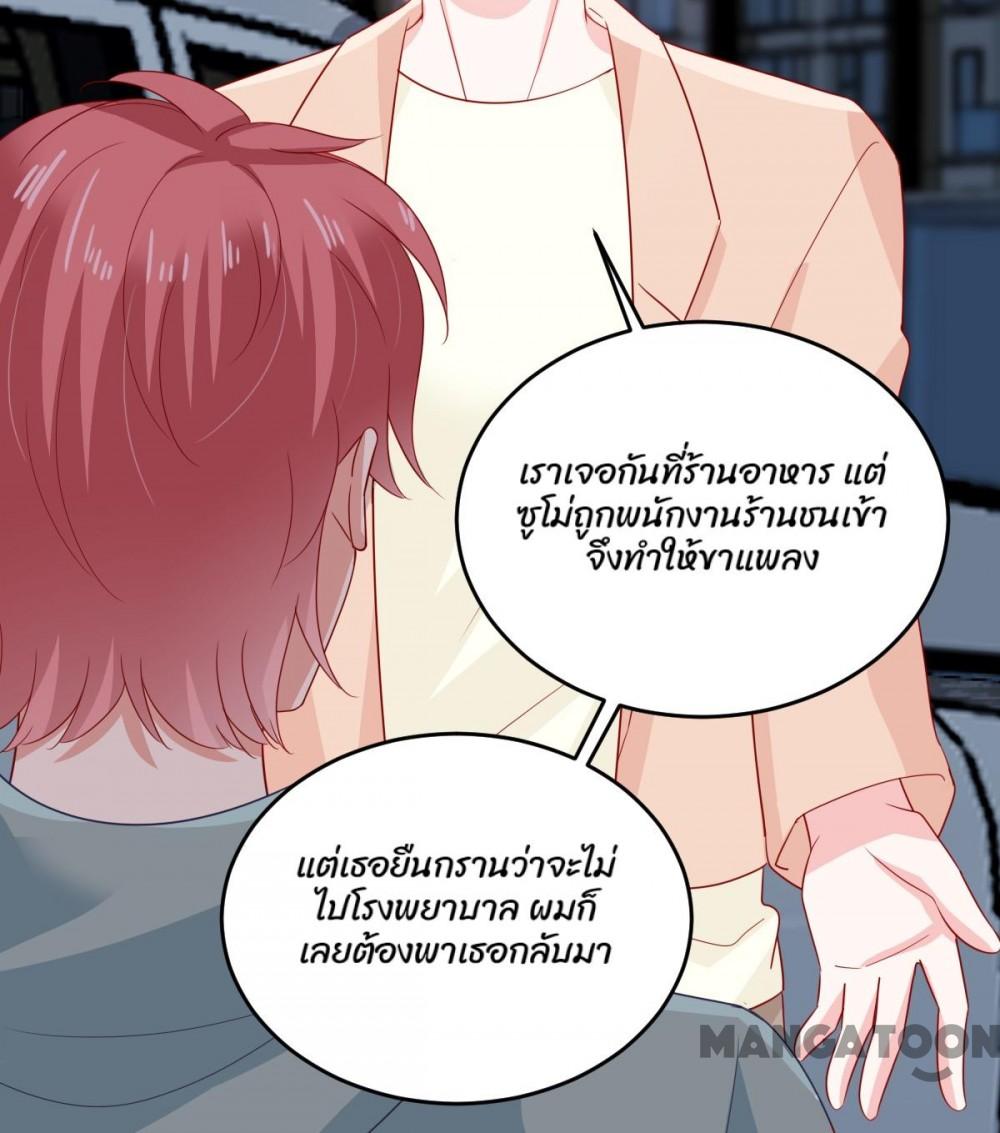 เราเจอกันที่ร้านอาหาร แต่
ซูโม่ถูกพนักงานร้านชนเข้า
จึงทำให้ขาแพลง
แต่เธอยืนกรานว่าจะไม่
ไปโรงพยาบาล ผมก็
เลยต้องพาเธอกลับมา
MANGATOON